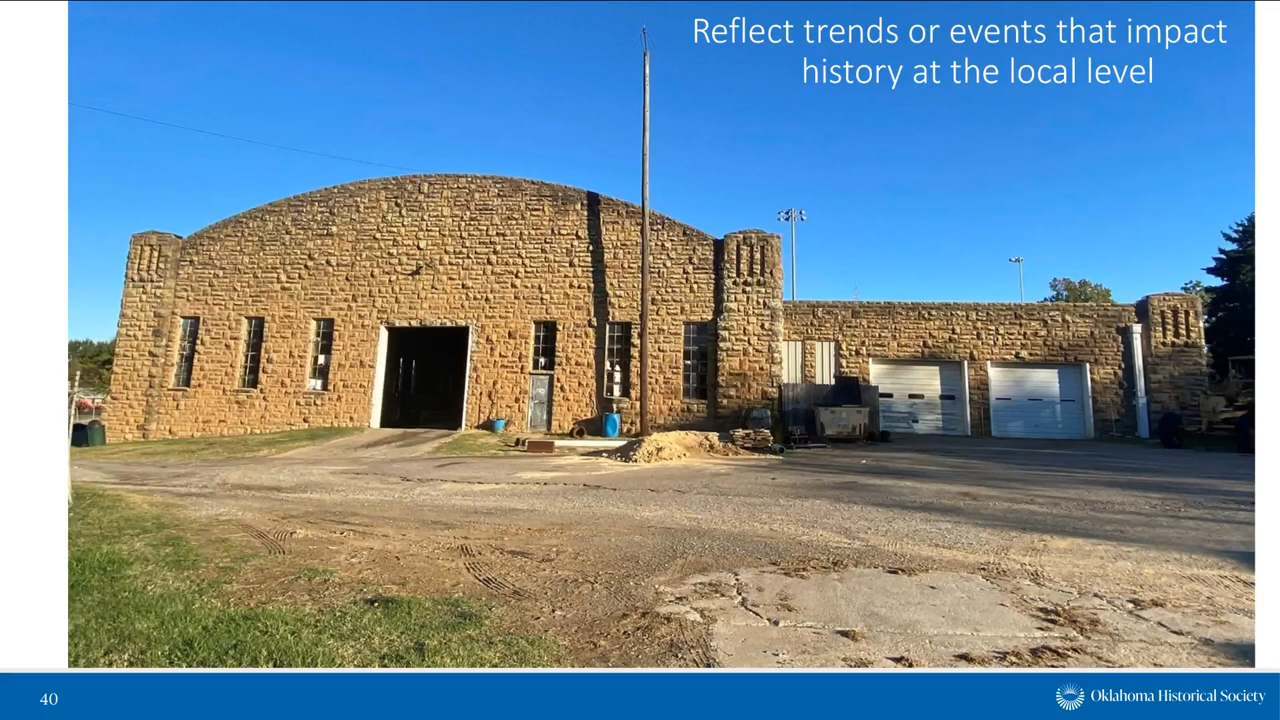 Reflect trends or events that impact
history at the local level
40
Oklahoma Historical Society